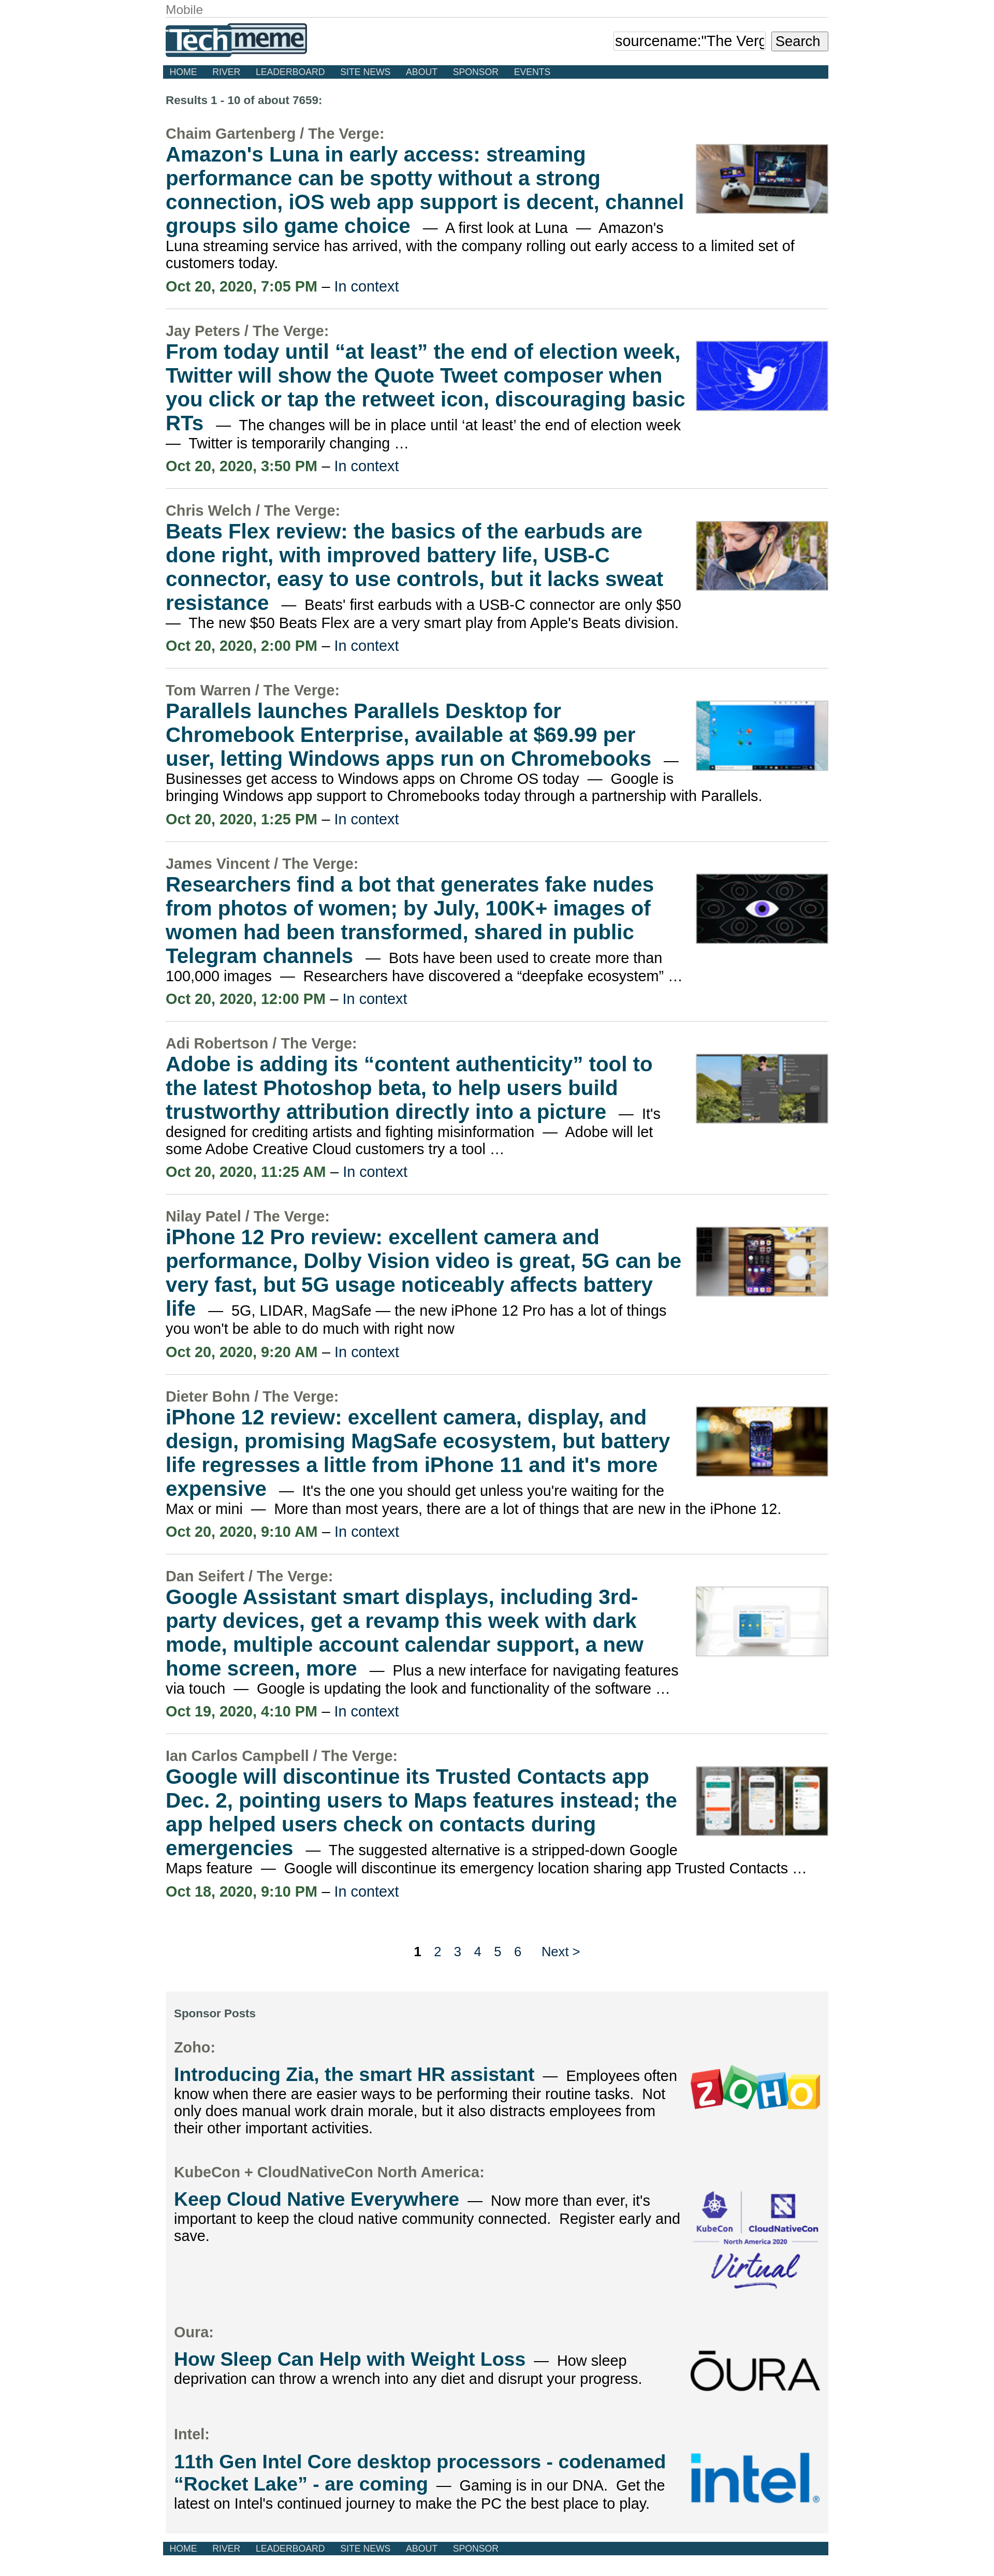 Mobile
Techmeme
sourcename:"The Verg
Search
HOME RIVER LEADERBOARD SITE NEWS ABOUT SPONSOR EVENTS
Results 1 - 10 of about 7659:
Chaim Gartenberg / The Verge:
Amazon's Luna in early access: streaming
performance can be spotty without a strong
connection, iOS web app support is decent, channel
groups silo game choice — A first look at Luna — Amazon's
Luna streaming service has arrived, with the company rolling out early access to a limited set of
customers today.
Oct 20, 2020, 7:05 PM – In context
Jay Peters / The Verge:
From today until “at least” the end of election week,
Twitter will show the Quote Tweet composer when
you click or tap the retweet icon, discouraging basic
RTs — The changes will be in place until ‘at least’ the end of election week
— Twitter is temporarily changing …
Oct 20, 2020, 3:50 PM – In context
Chris Welch / The Verge:
Beats Flex review: the basics of the earbuds are
done right, with improved battery life, USB-C
connector, easy to use controls, but it lacks sweat
resistance — Beats' first earbuds with a USB-C connector are only $50
— The new $50 Beats Flex are a very smart play from Apple's Beats division.
Oct 20, 2020, 2:00 PM – In context
Tom Warren / The Verge:
Parallels launches Parallels Desktop for
Chromebook Enterprise, available at $69.99 per
user, letting Windows apps run on Chromebooks —
Businesses get access to Windows apps on Chrome OS today — Google is
bringing Windows app support to Chromebooks today through a partnership with Parallels.
Oct 20, 2020, 1:25 PM – In context
James Vincent / The Verge:
Researchers find a bot that generates fake nudes
from photos of women; by July, 100K+ images of
women had been transformed, shared in public
Telegram channels — Bots have been used to create more than
100,000 images — Researchers have discovered a “deepfake ecosystem” …
Oct 20, 2020, 12:00 PM – In context
Adi Robertson / The Verge:
Adobe is adding its “content authenticity” tool to
the latest Photoshop beta, to help users build
trustworthy attribution directly into a picture — It's
designed for crediting artists and fighting misinformation — Adobe will let
some Adobe Creative Cloud customers try a tool …
Oct 20, 2020, 11:25 AM – In context
Nilay Patel / The Verge:
iPhone 12 Pro review: excellent camera and
performance, Dolby Vision video is great, 5G can be
very fast, but 5G usage noticeably affects battery
life — 5G, LIDAR, MagSafe — the new iPhone 12 Pro has a lot of things
you won't be able to do much with right now
Oct 20, 2020, 9:20 AM – In context
Dieter Bohn / The Verge:
iPhone 12 review: excellent camera, display, and
design, promising MagSafe ecosystem, but battery
life regresses a little from iPhone 11 and it's more
expensive — It's the one you should get unless you're waiting for the
Max or mini — More than most years, there are a lot of things that are new in the iPhone 12.
Oct 20, 2020, 9:10 AM – In context
Dan Seifert / The Verge:
Google Assistant smart displays, including 3rd-
party devices, get a revamp this week with dark
mode, multiple account calendar support, a new
home screen, more — Plus a new interface for navigating features
via touch — Google is updating the look and functionality of the software …
Oct 19, 2020, 4:10 PM – In context
Ian Carlos Campbell / The Verge:
Google will discontinue its Trusted Contacts app
Dec. 2, pointing users to Maps features instead; the
app helped users check on contacts during
emergencies — The suggested alternative is a stripped-down Google
Maps feature — Google will discontinue its emergency location sharing app Trusted Contacts …
Oct 18, 2020, 9:10 PM – In context
1 2 3 4 5 6 Next >
Sponsor Posts
Zoho:
Introducing Zia, the smart HR assistant — Employees often
know when there are easier ways to be performing their routine tasks. Not
only does manual work drain morale, but it also distracts employees from
their other important activities.
ZOHO
KubeCon + CloudNativeCon North America:
Keep Cloud Native Everywhere — Now more than ever, it's
important to keep the cloud native community connected. Register early and
save.
KubeCon CloudNativeCon
North America 2020
Virtual
Oura:
How Sleep Can Help with Weight Loss — How sleep
deprivation can throw a wrench into any diet and disrupt your progress.
ŌURA
Intel:
11th Gen Intel Core desktop processors - codenamed
“Rocket Lake” - are coming — Gaming is in our DNA. Get the
latest on Intel's continued journey to make the PC the best place to play.
intel®
HOME RIVER LEADERBOARD SITE NEWS ABOUT SPONSOR